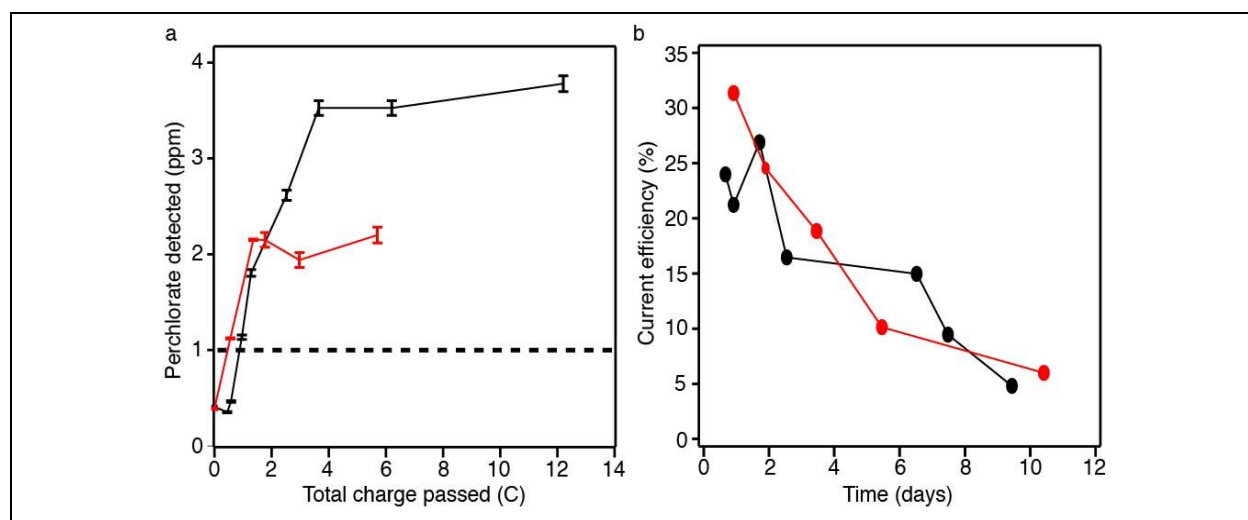 a
b
Perchlorate detected (ppm)
4
3
2
1
0
0 2 4 6 8 10 12 14
Total charge passed (C)
Current efficiency (%)
35
30
25
20
15
10
5
0
0 2 4 6 8 10 12
Time (days)